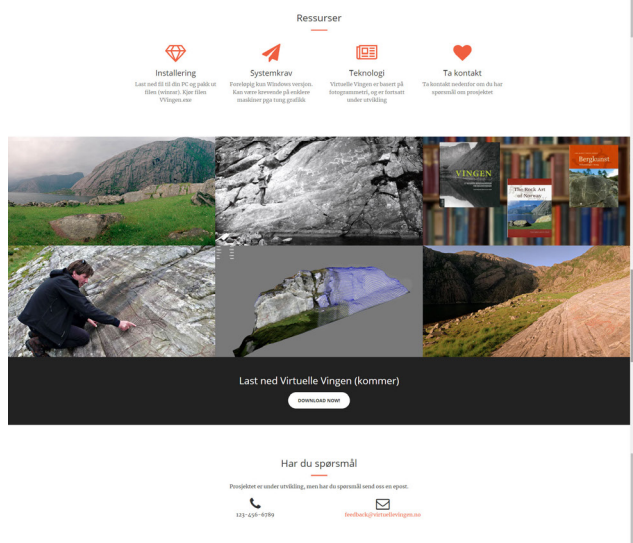 Ressurser
Installering
Last ned fil til din PC og pakk ut
filen (winrar). Kjør filen
VVingen.exe
Systemkrav
Foreløpig kun Windows versjon.
Kan være krevende på enklere
maskiner pga tung grafikk
Teknologi
Virtuelle Vingen er basert på
fotogrammetri, og er fortsatt
under utvikling
Ta kontakt
Ta kontakt nedenfor om du har
spørsmål om prosjektet
VINGEN
The Rock Art
of Norway
Bergkunst
Last ned Virtuelle Vingen (kommer)
DOWNLOAD NOW!
Har du spørsmål
Prosjektet er under utvikling, men har du spørsmål send oss en epost.
123-456-6789
feedback@virtuellevingen.no